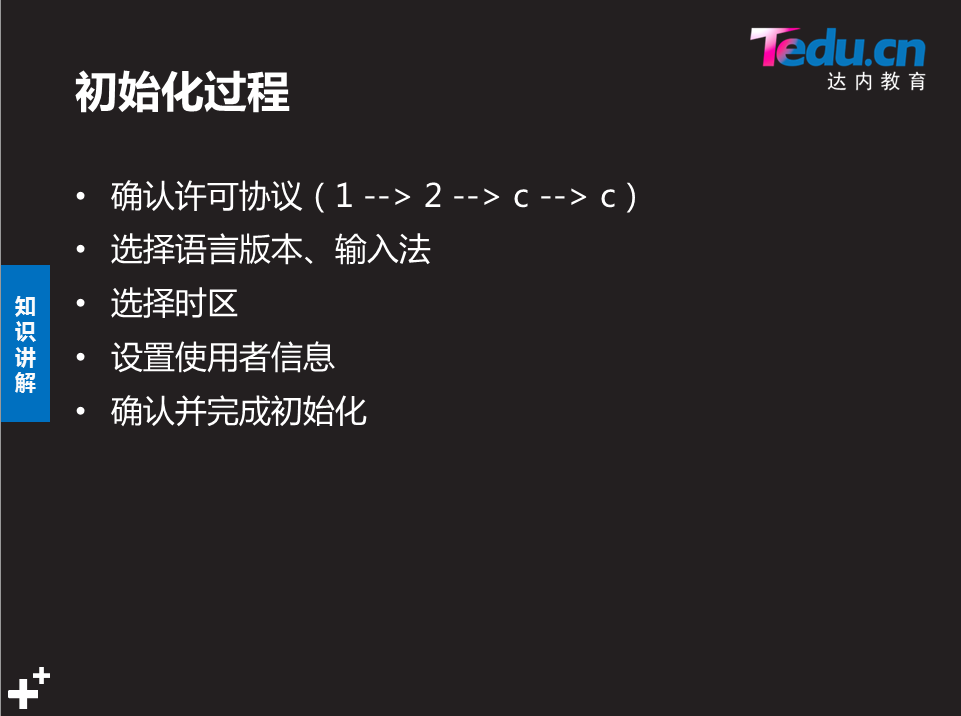 Tedu.cn
达内教育
初始化过程
• 确认许可协议（1 --> 2 --> c --> c）
• 选择语言版本、输入法
• 选择时区
• 设置使用者信息
• 确认并完成初始化
知识讲解